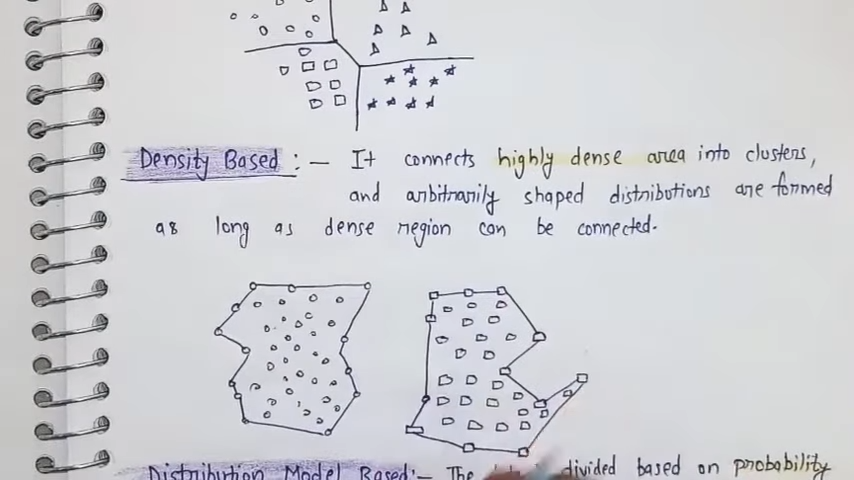 Density Based :- It connects highly dense area into clusters,
and arbitrarily shaped distributions are formed
as long as dense region can be connected.
Distribution Model Based :- The divided based on probability